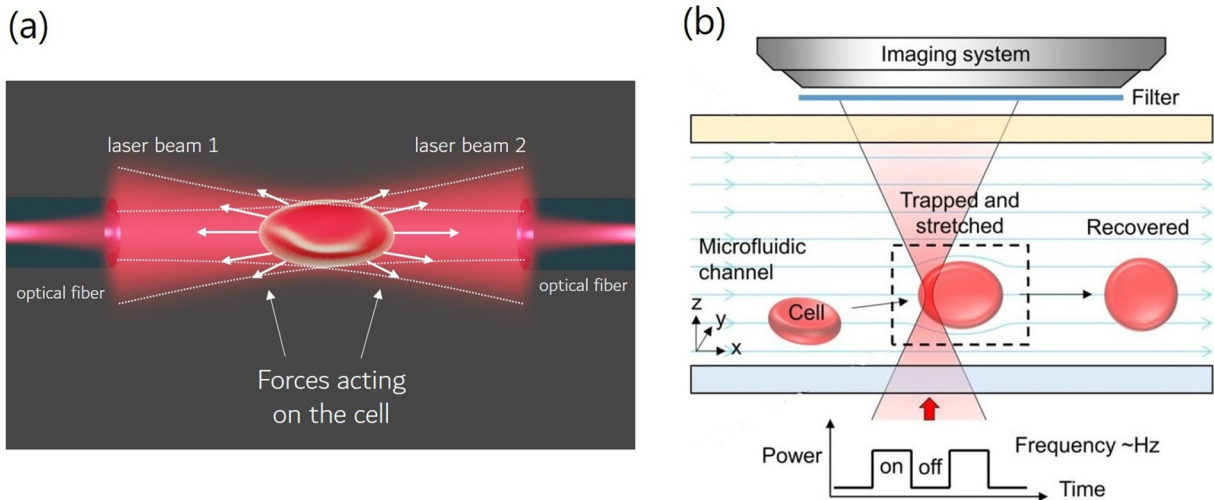 (a)
laser beam 1
laser beam 2
optical fiber
optical fiber
Forces acting
on the cell
(b)
Imaging system
Filter
Trapped and
stretched
Recovered
Microfluidic
channel
Cell
z
y
x
Power
on
off
Frequency ~Hz
Time